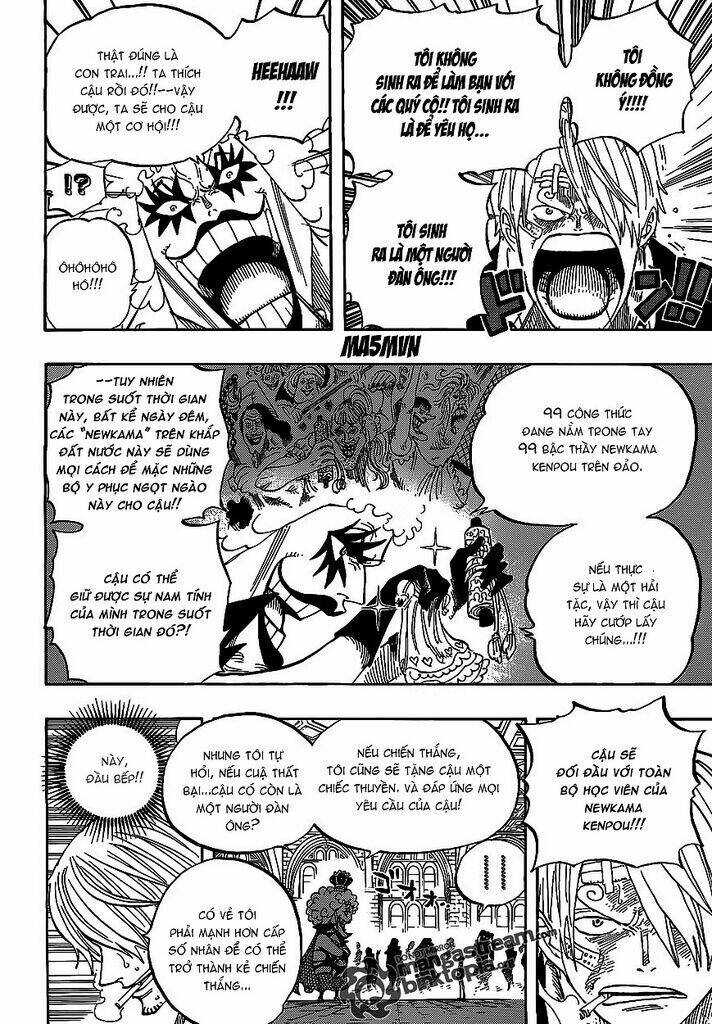 TÔI
KHÔNG ĐỒNG
Ý!!!!
TÔI KHÔNG
SINH RA ĐỂ LÀM BẠN VỚI
CÁC QUÝ CÔ!! TÔI SINH RA
LÀ ĐỂ YÊU HỌ...
TÔI SINH
RA LÀ MỘT NGƯỜI
ĐÀN ÔNG!!!
ドン!!
HEEHAAW
!!!
THẬT ĐÚNG LÀ
CON TRAI...!! TA THÍCH
CẬU RỒI ĐÓ!!--VẬY
ĐƯỢC, TA SẼ CHO CẬU
MỘT CƠ HỘI!!!
!?
ÔHÔHÔHÔ
HÔ!!!
MA5MVN
99 CÔNG THỨC
ĐANG NẰM TRONG TAY
99 BẬC THẦY NEWKAMA
KENPOU TRÊN ĐẢO.
NẾU THỰC
SỰ LÀ MỘT HẢI
TẶC, VẬY THÌ CẬU
HÃY CƯỚP LẤY
CHÚNG...!!!
--TUY NHIÊN
TRONG SUỐT THỜI GIAN
NÀY, BẤT KỂ NGÀY ĐÊM,
CÁC "NEWKAMA" TRÊN KHẮP
ĐẤT NƯỚC NÀY SẼ DÙNG
MỌI CÁCH ĐỂ MẶC NHỮNG
BỘ Y PHỤC NGỌT NGÀO
NÀY CHO CẬU!!
CẬU CÓ THỂ
GIỮ ĐƯỢC SỰ NAM TÍNH
CỦA MÌNH TRONG SUỐT
THỜI GIAN ĐÓ?!
CẬU SẼ
ĐỐI ĐẦU VỚI TOÀN
BỘ HỌC VIÊN CỦA
NEWKAMA
KENPOU!!
NẾU CHIẾN THẮNG,
TÔI CŨNG SẼ TẶNG CẬU MỘT
CHIẾC THUYỀN. VÀ ĐÁP ỨNG MỌI
YÊU CẦU CỦA CẬU!
!!
NHƯNG TÔI TỰ
HỎI, NẾU CUẬ THẤT
BẠI...CẬU CÓ CÒN LÀ
MỘT NGƯỜI ĐÀN
ÔNG?
NÀY,
ĐẦU BẾP!!
CÓ VẺ TÔI
PHẢI MẠNH HƠN CẤP
SỐ NHÂN ĐỂ CÓ THỂ
TRỞ THÀNH KẺ CHIẾN
THẮNG...
mangastream.com